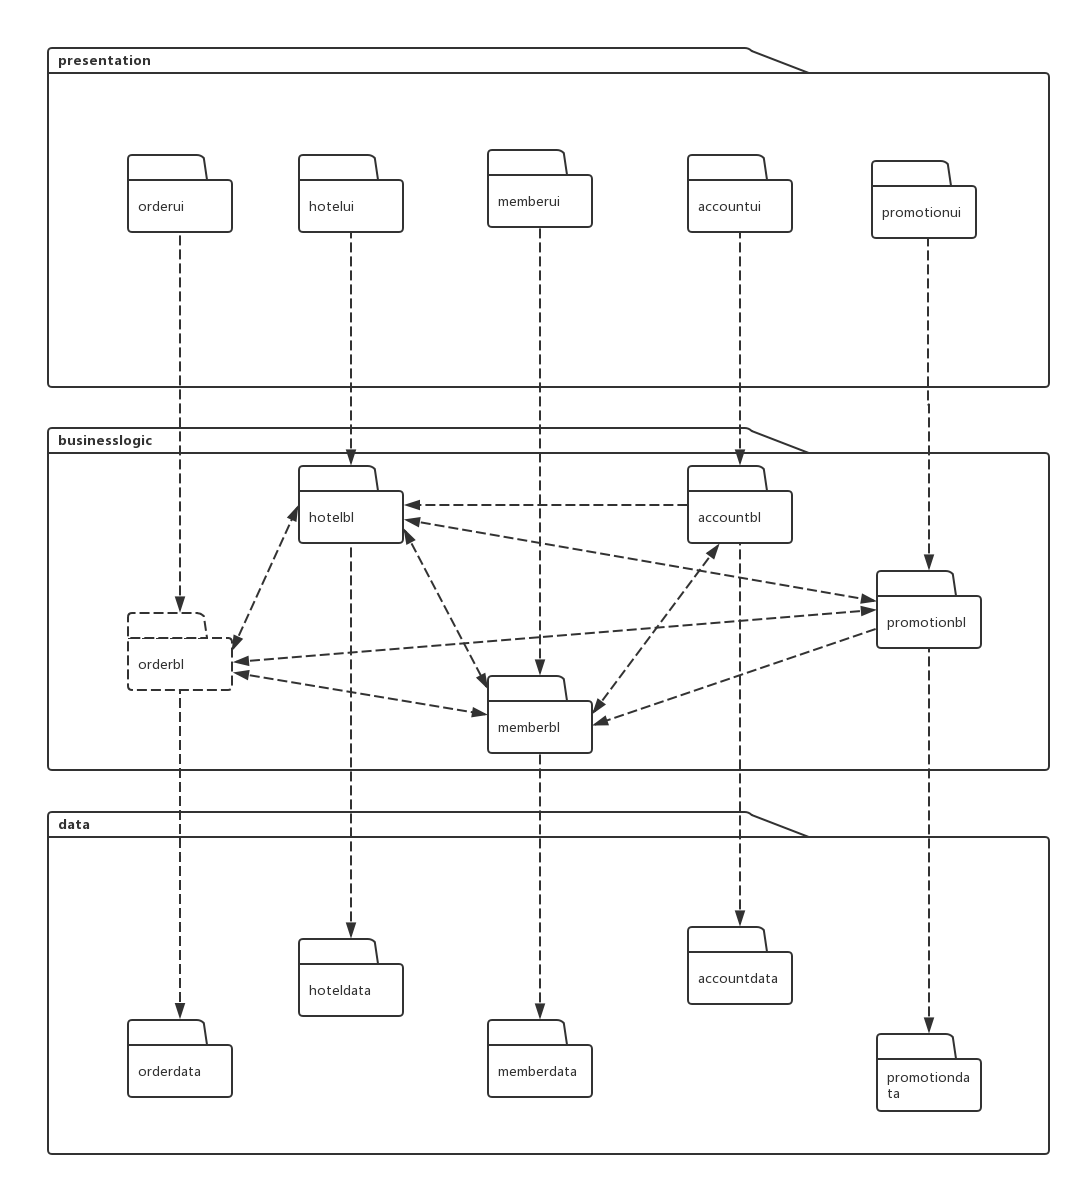 presentation
orderui
hotelui
memberui
accountui
promotionui
businesslogic
hotelbl
accountbl
promotionbl
orderbl
memberbl
data
hoteldata
accountdata
orderdata
memberdata
promotionda
ta